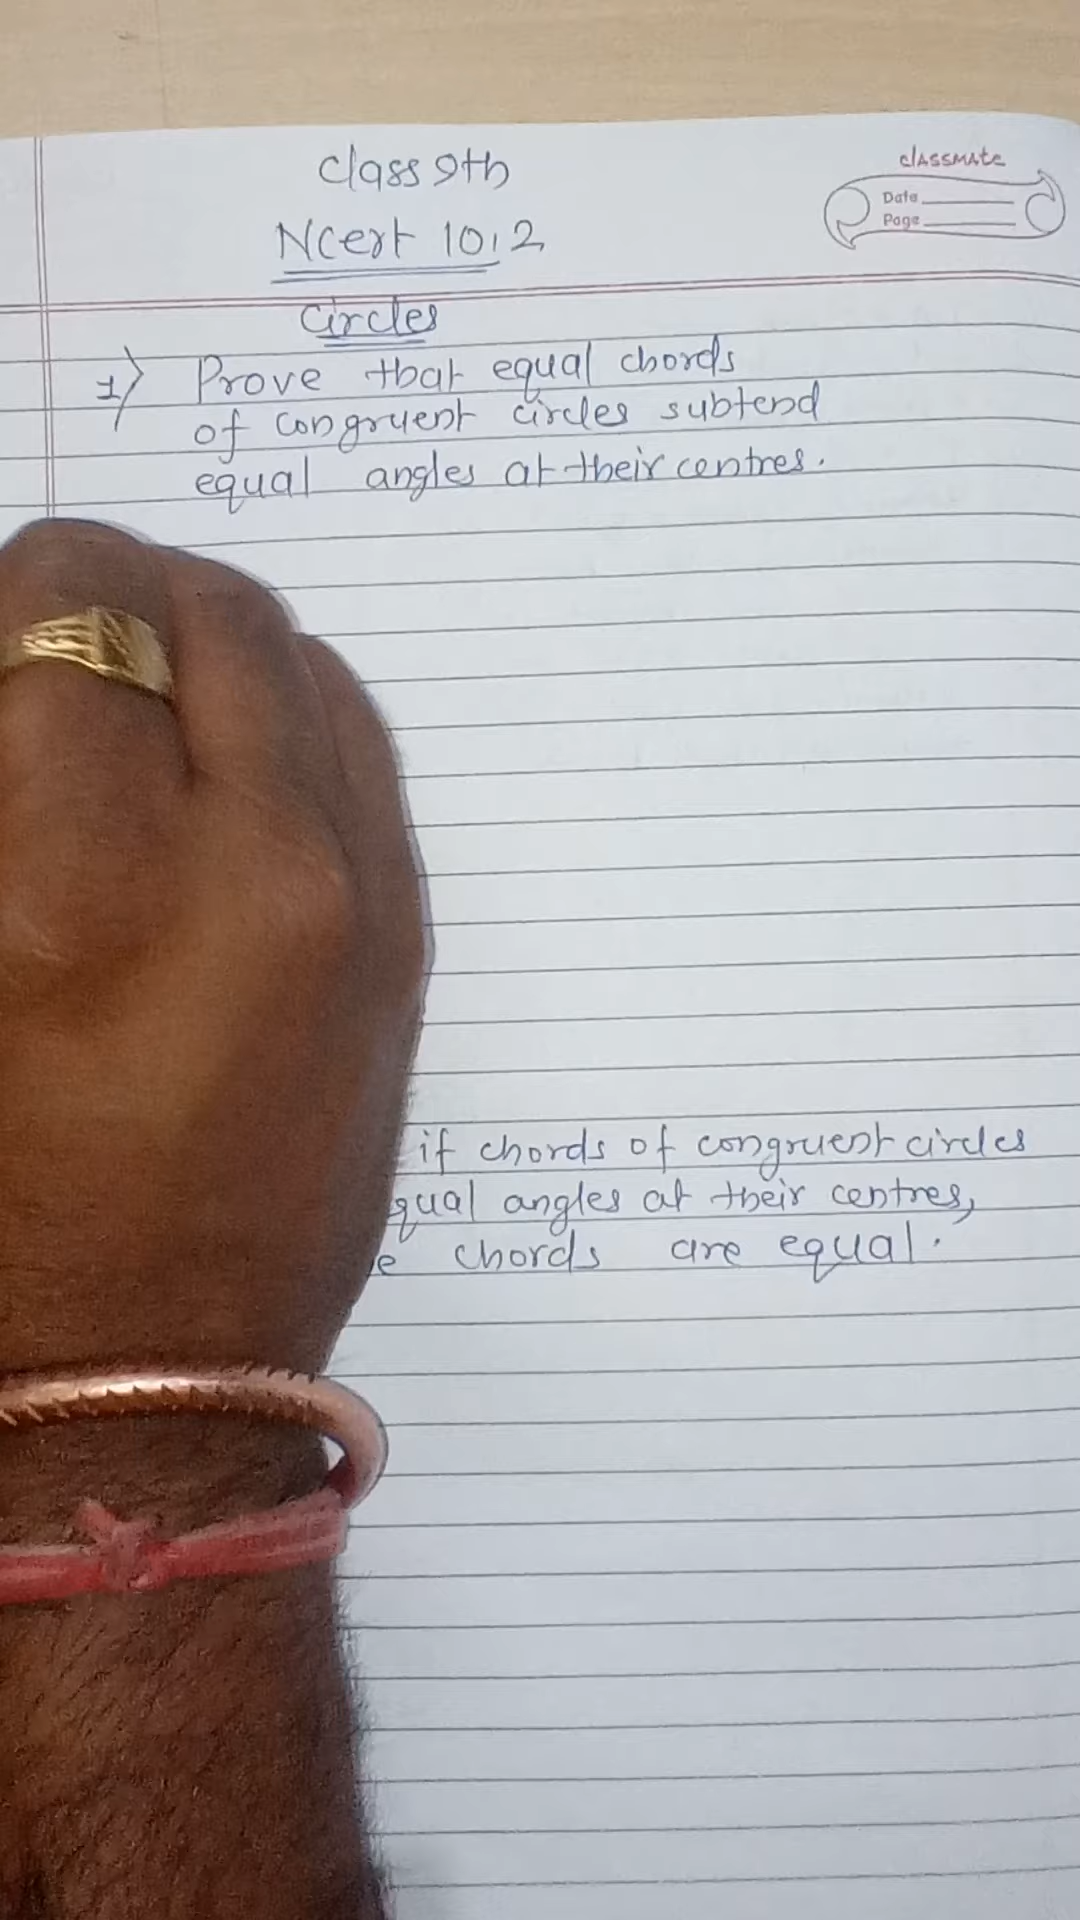 class 9th
classmate
Date
Page
Ncert 10.2
Circles
1) Prove that equal chords
of congruent circles subtend
equal angles at their centres.
if chords of congruent circles
qual angles at their centres,
e chords are equal.